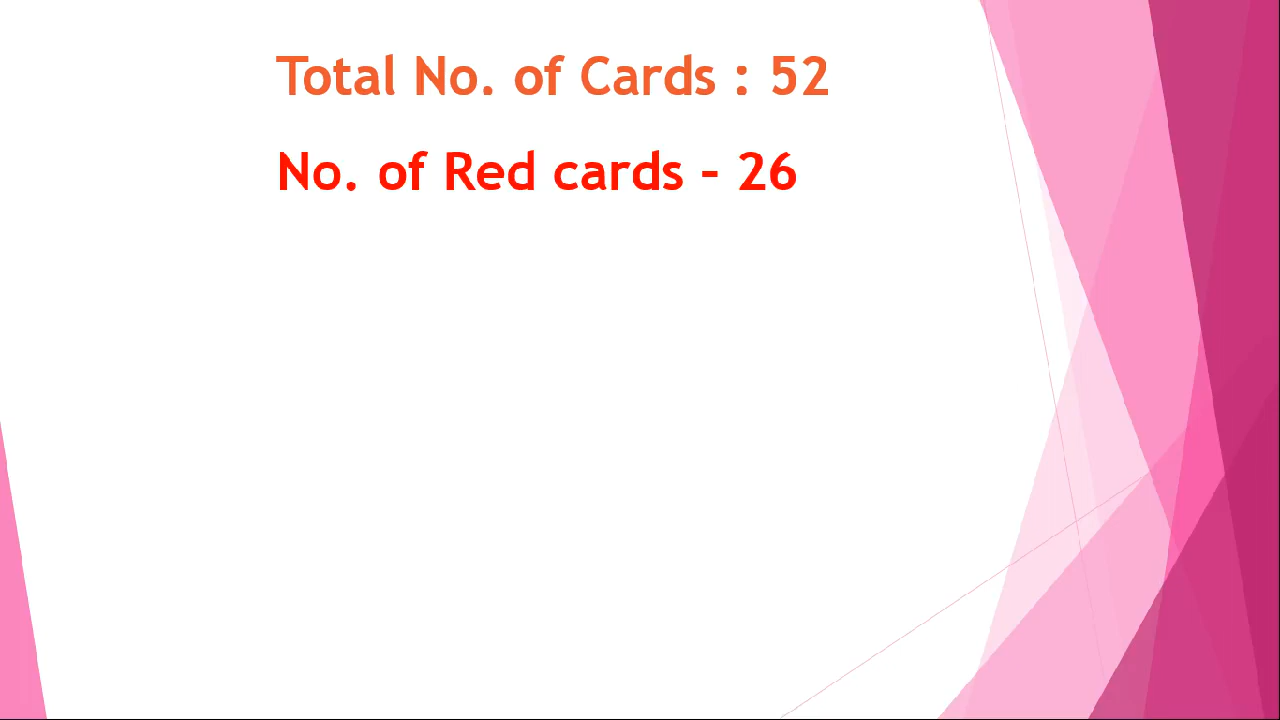 Total No. of Cards : 52
No. of Red cards – 26